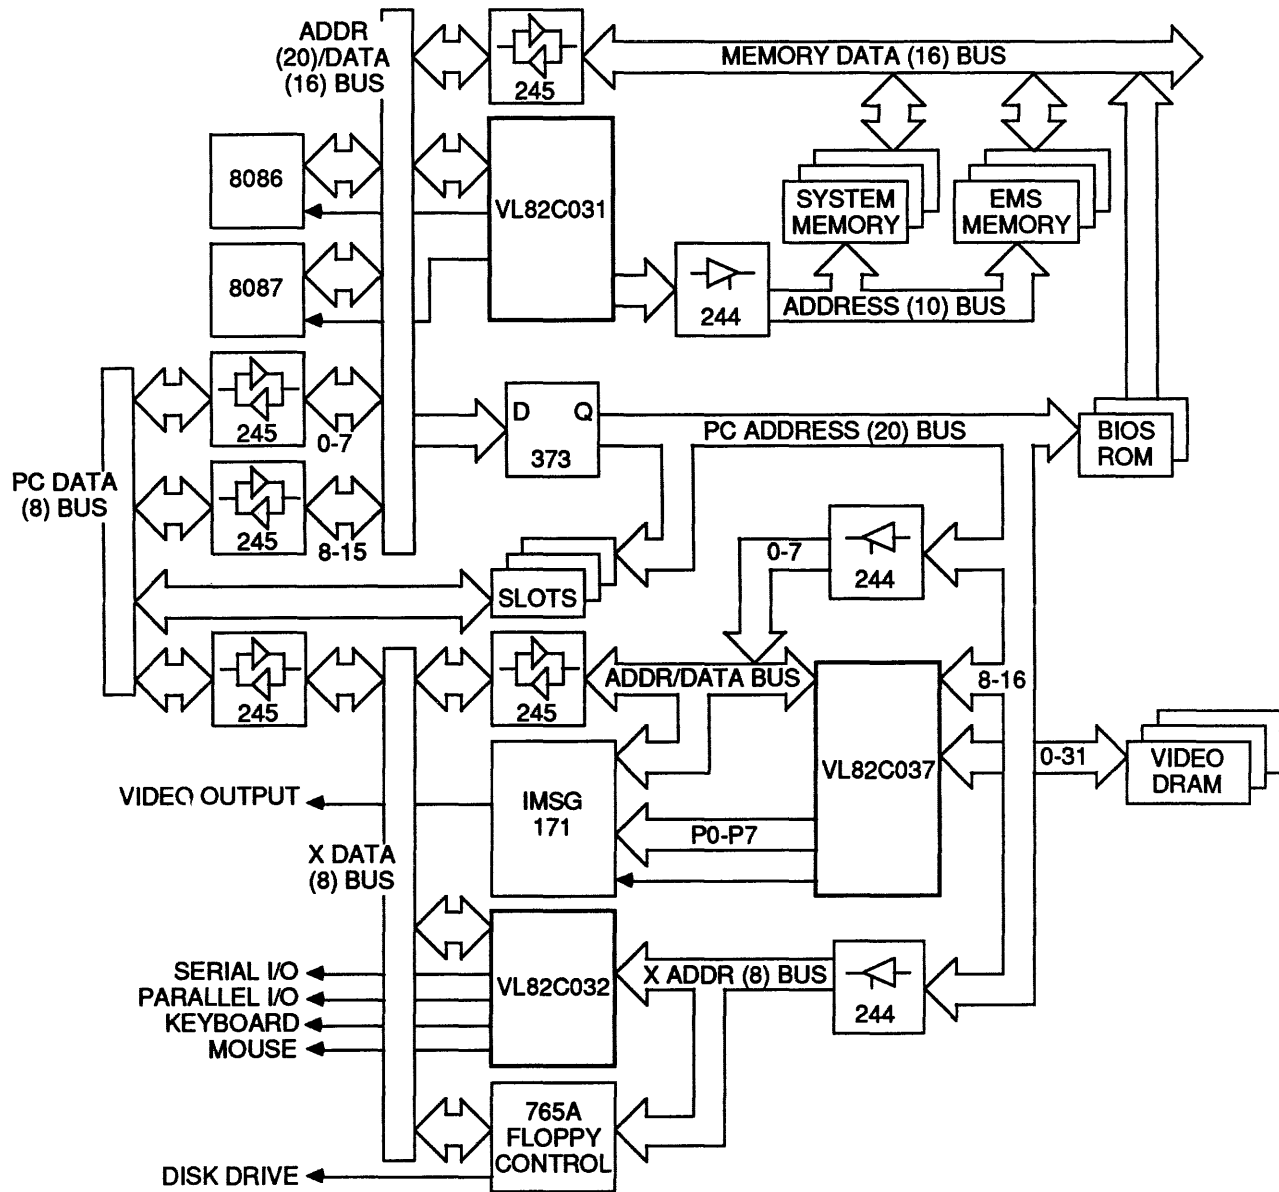 ADDR
(20)/DATA
(16) BUS
245
MEMORY DATA (16) BUS
8086
VL82C031
SYSTEM
MEMORY
EMS
MEMORY
8087
244
ADDRESS (10) BUS
245
0-7
D Q
373
PC ADDRESS (20) BUS
BIOS
ROM
PC DATA
(8) BUS
245
8-15
SLOTS
0-7
244
245
245
ADDR/DATA BUS
8-16
VL82C037
0-31
VIDEO
DRAM
VIDEO OUTPUT
IMSG
171
P0-P7
X DATA
(8) BUS
SERIAL I/O
PARALLEL I/O
KEYBOARD
MOUSE
VL82C032
X ADDR (8) BUS
244
765A
FLOPPY
CONTROL
DISK DRIVE